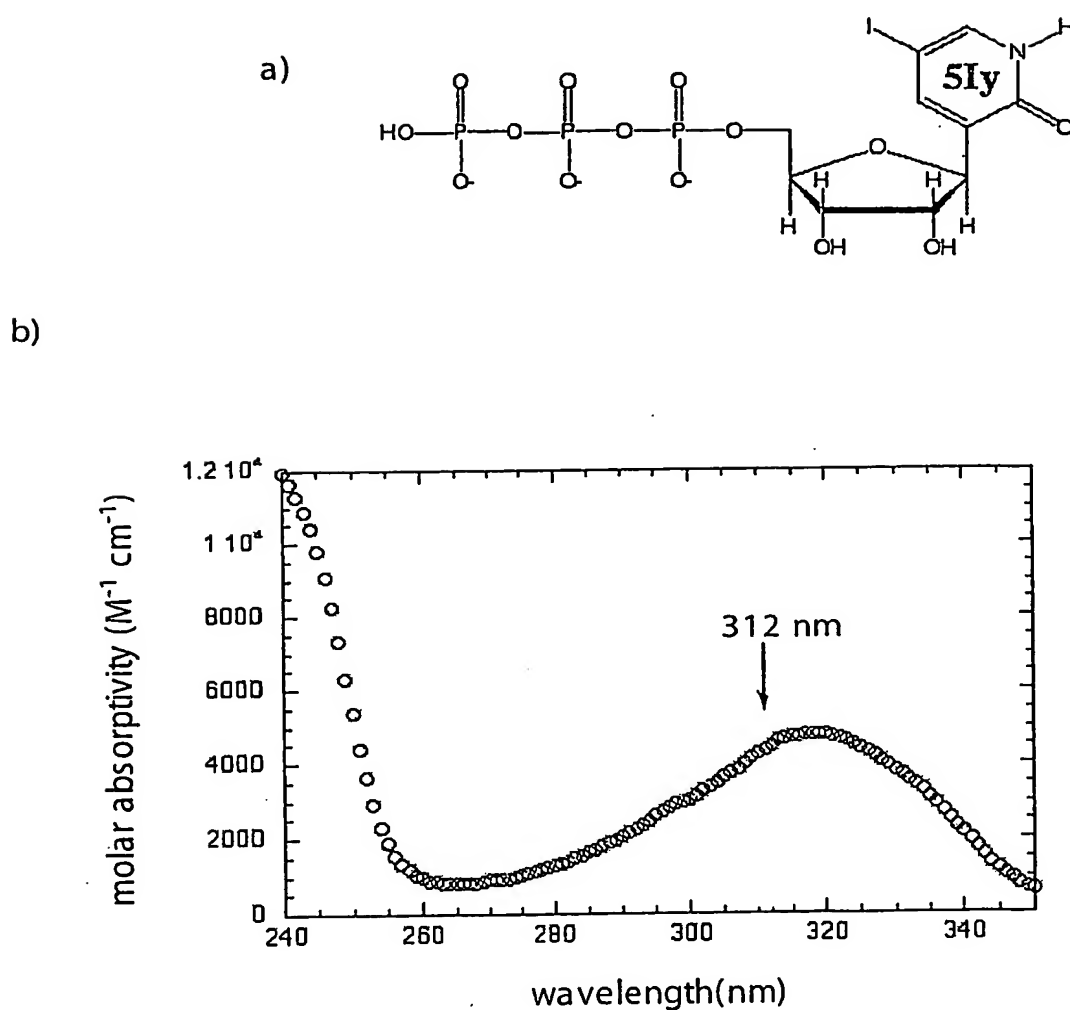 a)
I
H
N
5Iy
O
O O O O
HO P O P O P O
O- O- O-
H H
H H
OH OH
b)
1.2 10⁴
1 10⁴
8000
6000
4000
2000
0
312 nm
240 260 280 300 320 340
molar absorptivity (M⁻¹ cm⁻¹)
wavelength(nm)